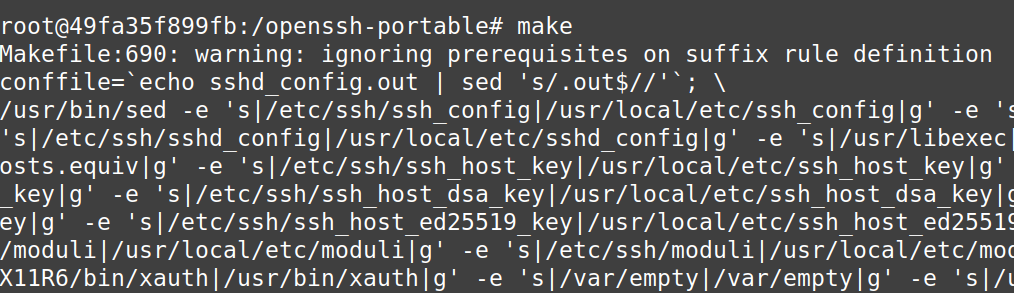 root@49fa35f899fb:/openssh-portable# make
Makefile:690: warning: ignoring prerequisites on suffix rule definition
conffile=`echo sshd_config.out | sed 's/.out$//'`; \
/usr/bin/sed -e 's|/etc/ssh/ssh_config|/usr/local/etc/ssh_config|g' -e 's
's|/etc/ssh/sshd_config|/usr/local/etc/sshd_config|g' -e 's|/usr/libexec|
osts.equiv|g' -e 's|/etc/ssh/ssh_host_key|/usr/local/etc/ssh_host_key|g'
_key|g' -e 's|/etc/ssh/ssh_host_dsa_key|/usr/local/etc/ssh_host_dsa_key|g
ey|g' -e 's|/etc/ssh/ssh_host_ed25519_key|/usr/local/etc/ssh_host_ed25519
/moduli|/usr/local/etc/moduli|g' -e 's|/etc/ssh/moduli|/usr/local/etc/mod
X11R6/bin/xauth|/usr/bin/xauth|g' -e 's|/var/empty|/var/empty|g' -e 's|/u